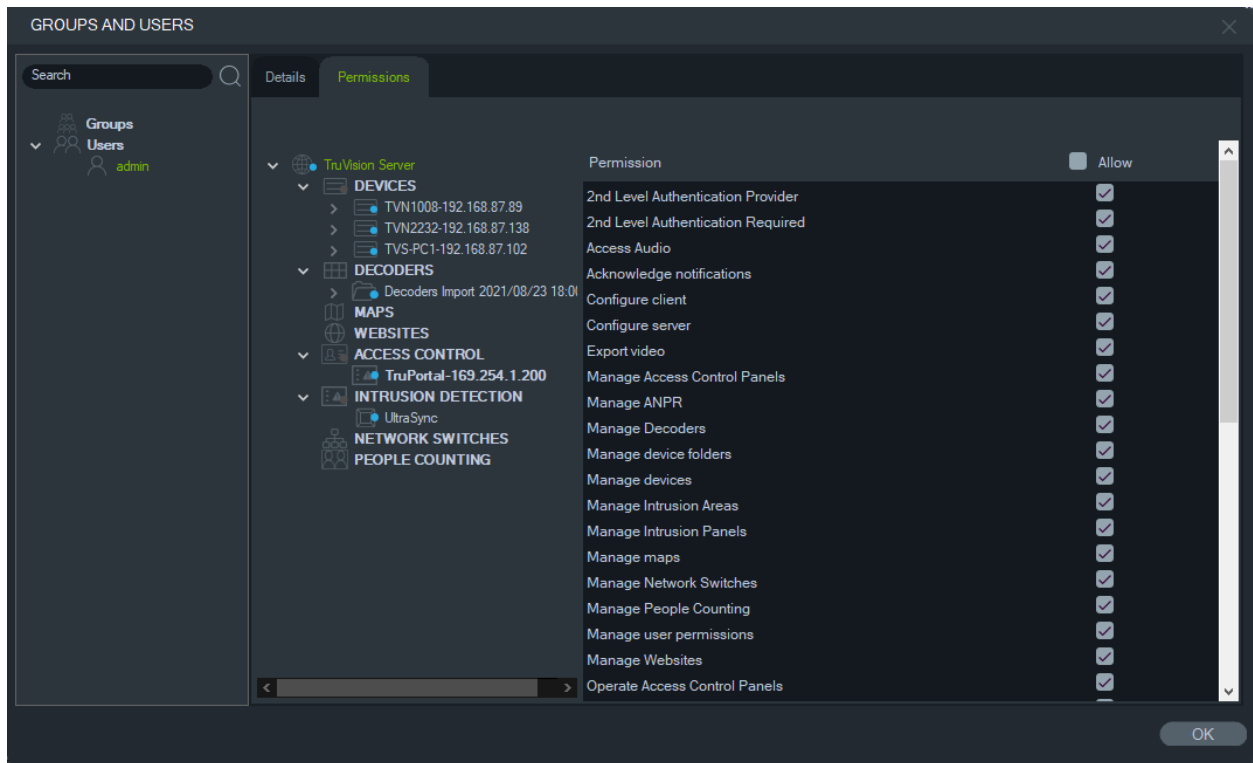 GROUPS AND USERS
Search
Groups
Users
admin
Details
Permissions
TruVision Server
DEVICES
TVN1008-192.168.87.89
TVN2232-192.168.87.138
TVS-PC1-192.168.87.102
DECODERS
Decoders Import 2021/08/23 18:00
MAPS
WEBSITES
ACCESS CONTROL
TruPortal-169.254.1.200
INTRUSION DETECTION
UltraSync
NETWORK SWITCHES
PEOPLE COUNTING
Permission Allow
2nd Level Authentication Provider
2nd Level Authentication Required
Access Audio
Acknowledge notifications
Configure client
Configure server
Export video
Manage Access Control Panels
Manage ANPR
Manage Decoders
Manage device folders
Manage devices
Manage Intrusion Areas
Manage Intrusion Panels
Manage maps
Manage Network Switches
Manage People Counting
Manage user permissions
Manage Websites
Operate Access Control Panels
OK